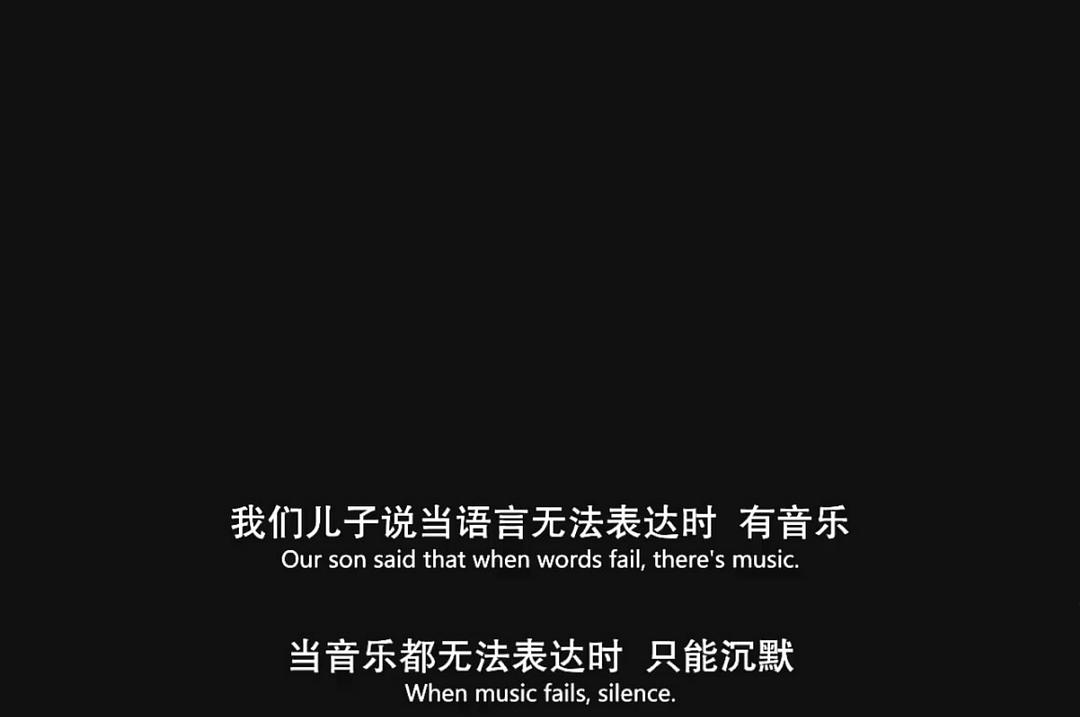 我们儿子说当语言无法表达时 有音乐
Our son said that when words fail, there's music.
当音乐都无法表达时 只能沉默
When music fails, silence.